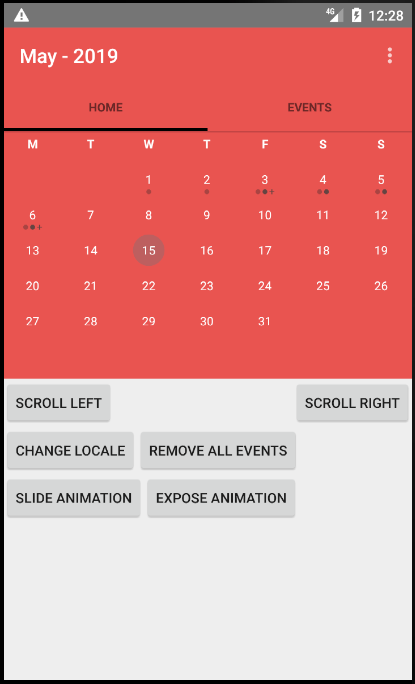 4G 12:28
May - 2019
HOME EVENTS
M T W T F S S
1 2 3 4 5
+
6 7 8 9 10 11 12
+
13 14 15 16 17 18 19
20 21 22 23 24 25 26
27 28 29 30 31
SCROLL LEFT SCROLL RIGHT
CHANGE LOCALE REMOVE ALL EVENTS
SLIDE ANIMATION EXPOSE ANIMATION